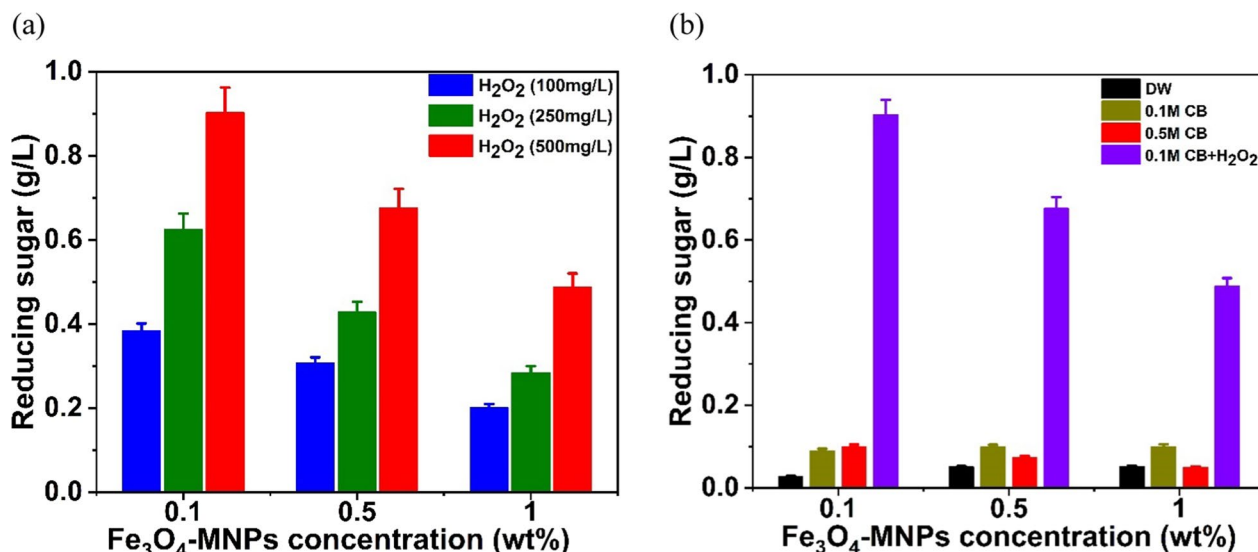 (a)
1.0
0.8
0.6
0.4
0.2
0.0
Reducing sugar (g/L)
H₂O₂ (100mg/L)
H₂O₂ (250mg/L)
H₂O₂ (500mg/L)
0.1
0.5
1
Fe₃O₄-MNPs concentration (wt%)
(b)
1.0
0.8
0.6
0.4
0.2
0.0
Reducing sugar (g/L)
DW
0.1M CB
0.5M CB
0.1M CB+H₂O₂
0.1
0.5
1
Fe₃O₄-MNPs concentration (wt%)